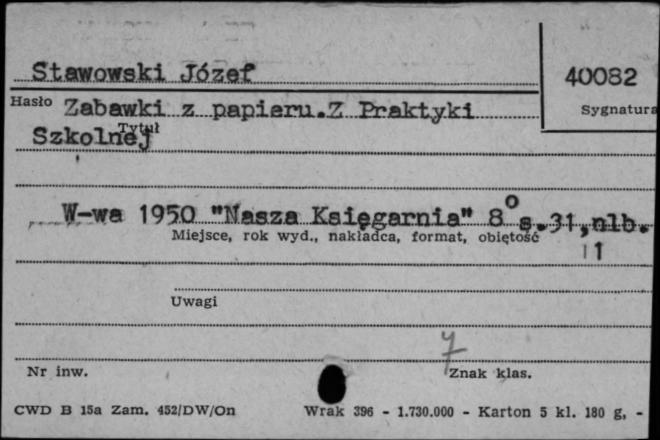 Stawowski Józef
40082
Hasło
Sygnatura
Zabawki z papieru.Z Praktyki
Tytuł
Szkolnej
W-wa 1950 "Nasza Księgarnia" 8° s.31,nlb.
Miejsce, rok wyd., nakładca, format, obiętość
1
Uwagi
7
Nr inw.
Znak klas.
CWD B 15a Zam. 452/DW/On
Wrak 396 - 1.730.000 - Karton 5 kl. 180 g, -